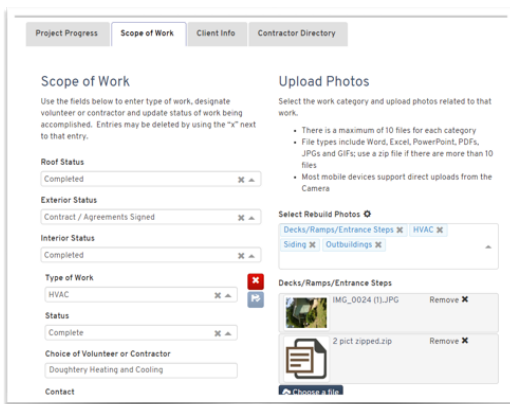 Project Progress
Scope of Work
Client Info
Contractor Directory
Scope of Work
Use the fields below to enter type of work, designate
volunteer or contractor and update status of work being
accomplished. Entries may be deleted by using the "x" next
to that entry.
Roof Status
Completed
Exterior Status
Contract / Agreements Signed
Interior Status
Completed
Type of Work
HVAC
Status
Complete
Choice of Volunteer or Contractor
Doughtery Heating and Cooling
Contact
Upload Photos
Select the work category and upload photos related to that
work.
• There is a maximum of 10 files for each category
• File types include Word, Excel, PowerPoint, PDFs,
JPGs and GIFs; use a zip file if there are more than 10
files
• Most mobile devices support direct uploads from the
Camera
Select Rebuild Photos
Decks/Ramps/Entrance Steps HVAC
Siding Outbuildings
Decks/Ramps/Entrance Steps
IMG_0024 (1).JPG Remove
2 pict zipped.zip Remove
Choose a file